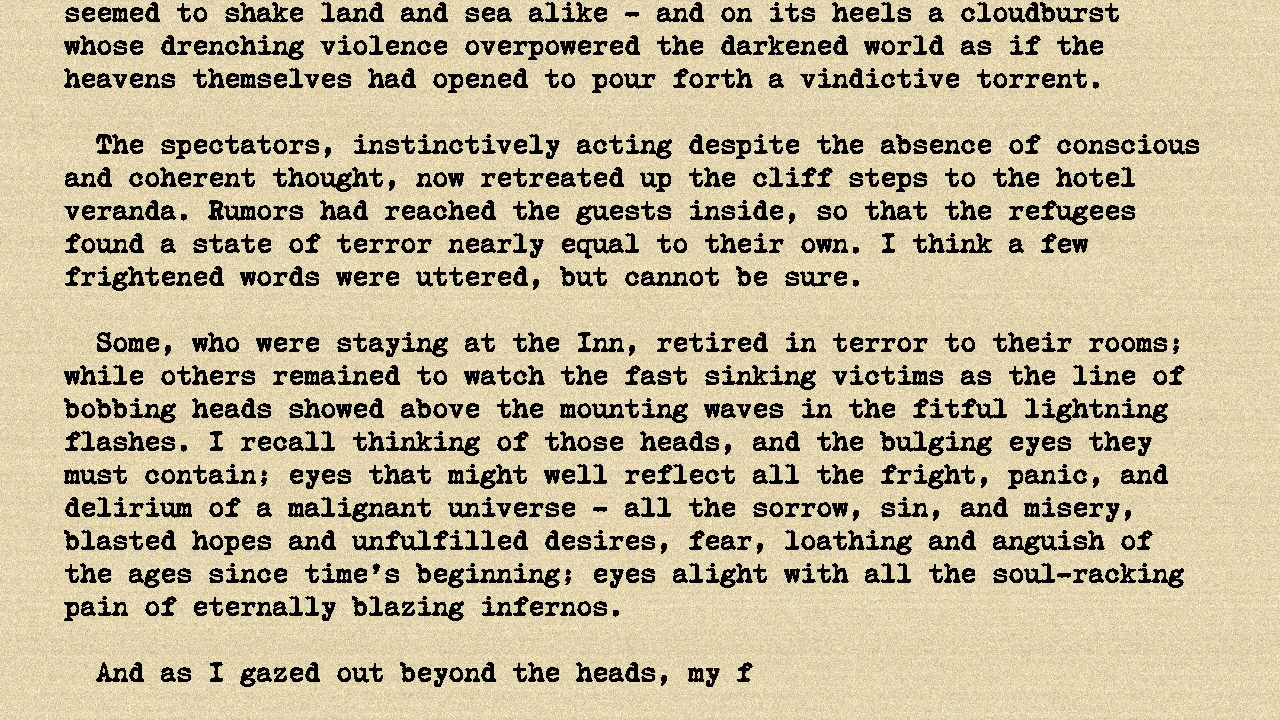 seemed to shake land and sea alike - and on its heels a cloudburst
whose drenching violence overpowered the darkened world as if the
heavens themselves had opened to pour forth a vindictive torrent.
The spectators, instinctively acting despite the absence of conscious
and coherent thought, now retreated up the cliff steps to the hotel
veranda. Rumors had reached the guests inside, so that the refugees
found a state of terror nearly equal to their own. I think a few
frightened words were uttered, but cannot be sure.
Some, who were staying at the Inn, retired in terror to their rooms;
while others remained to watch the fast sinking victims as the line of
bobbing heads showed above the mounting waves in the fitful lightning
flashes. I recall thinking of those heads, and the bulging eyes they
must contain; eyes that might well reflect all the fright, panic, and
delirium of a malignant universe - all the sorrow, sin, and misery,
blasted hopes and unfulfilled desires, fear, loathing and anguish of
the ages since time's beginning; eyes alight with all the soul-racking
pain of eternally blazing infernos.
And as I gazed out beyond the heads, my f